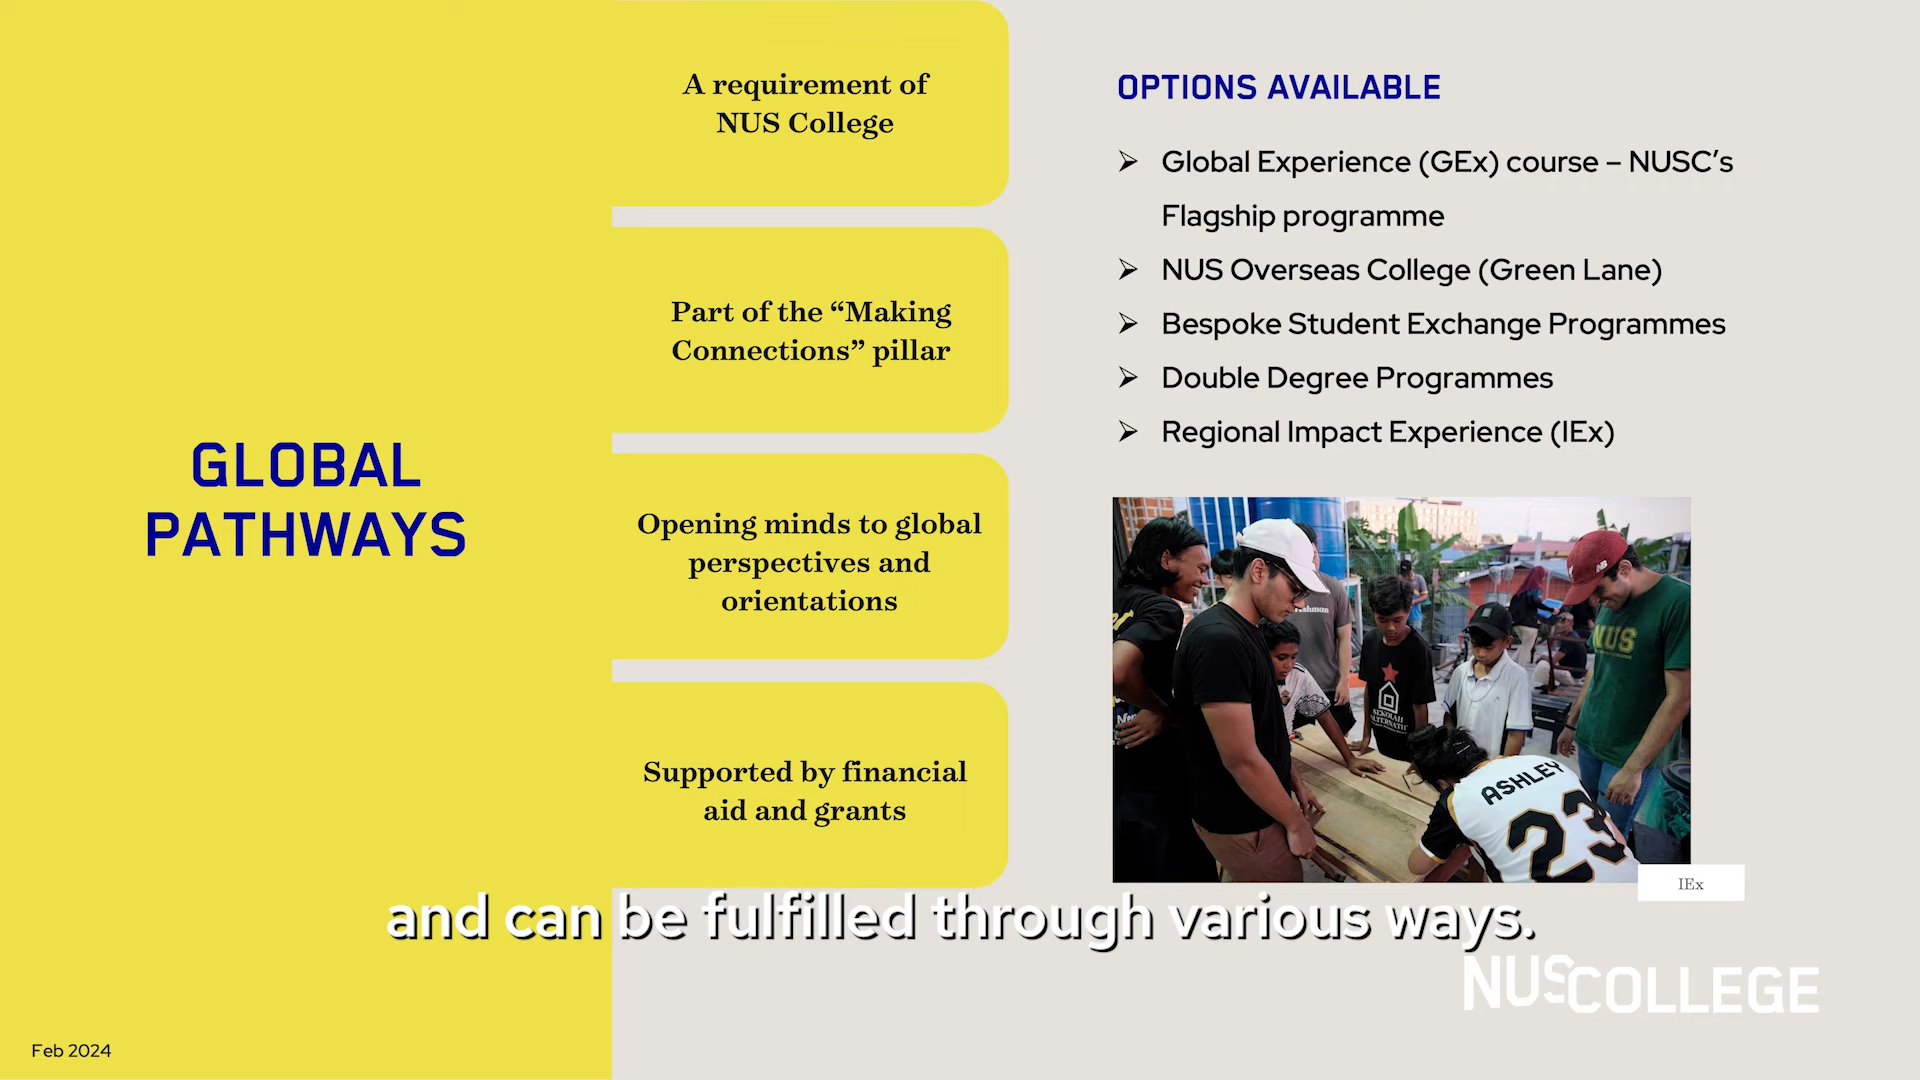 GLOBAL
PATHWAYS
A requirement of
NUS College
Part of the “Making
Connections” pillar
Opening minds to global
perspectives and
orientations
Supported by financial
aid and grants
OPTIONS AVAILABLE
➢ Global Experience (GEx) course – NUSC’s
Flagship programme
➢ NUS Overseas College (Green Lane)
➢ Bespoke Student Exchange Programmes
➢ Double Degree Programmes
➢ Regional Impact Experience (IEx)
NUS
SEKOLAH
ASHLEY
23
IEx
and can be fulfilled through various ways.
NUSCOLLEGE
Feb 2024